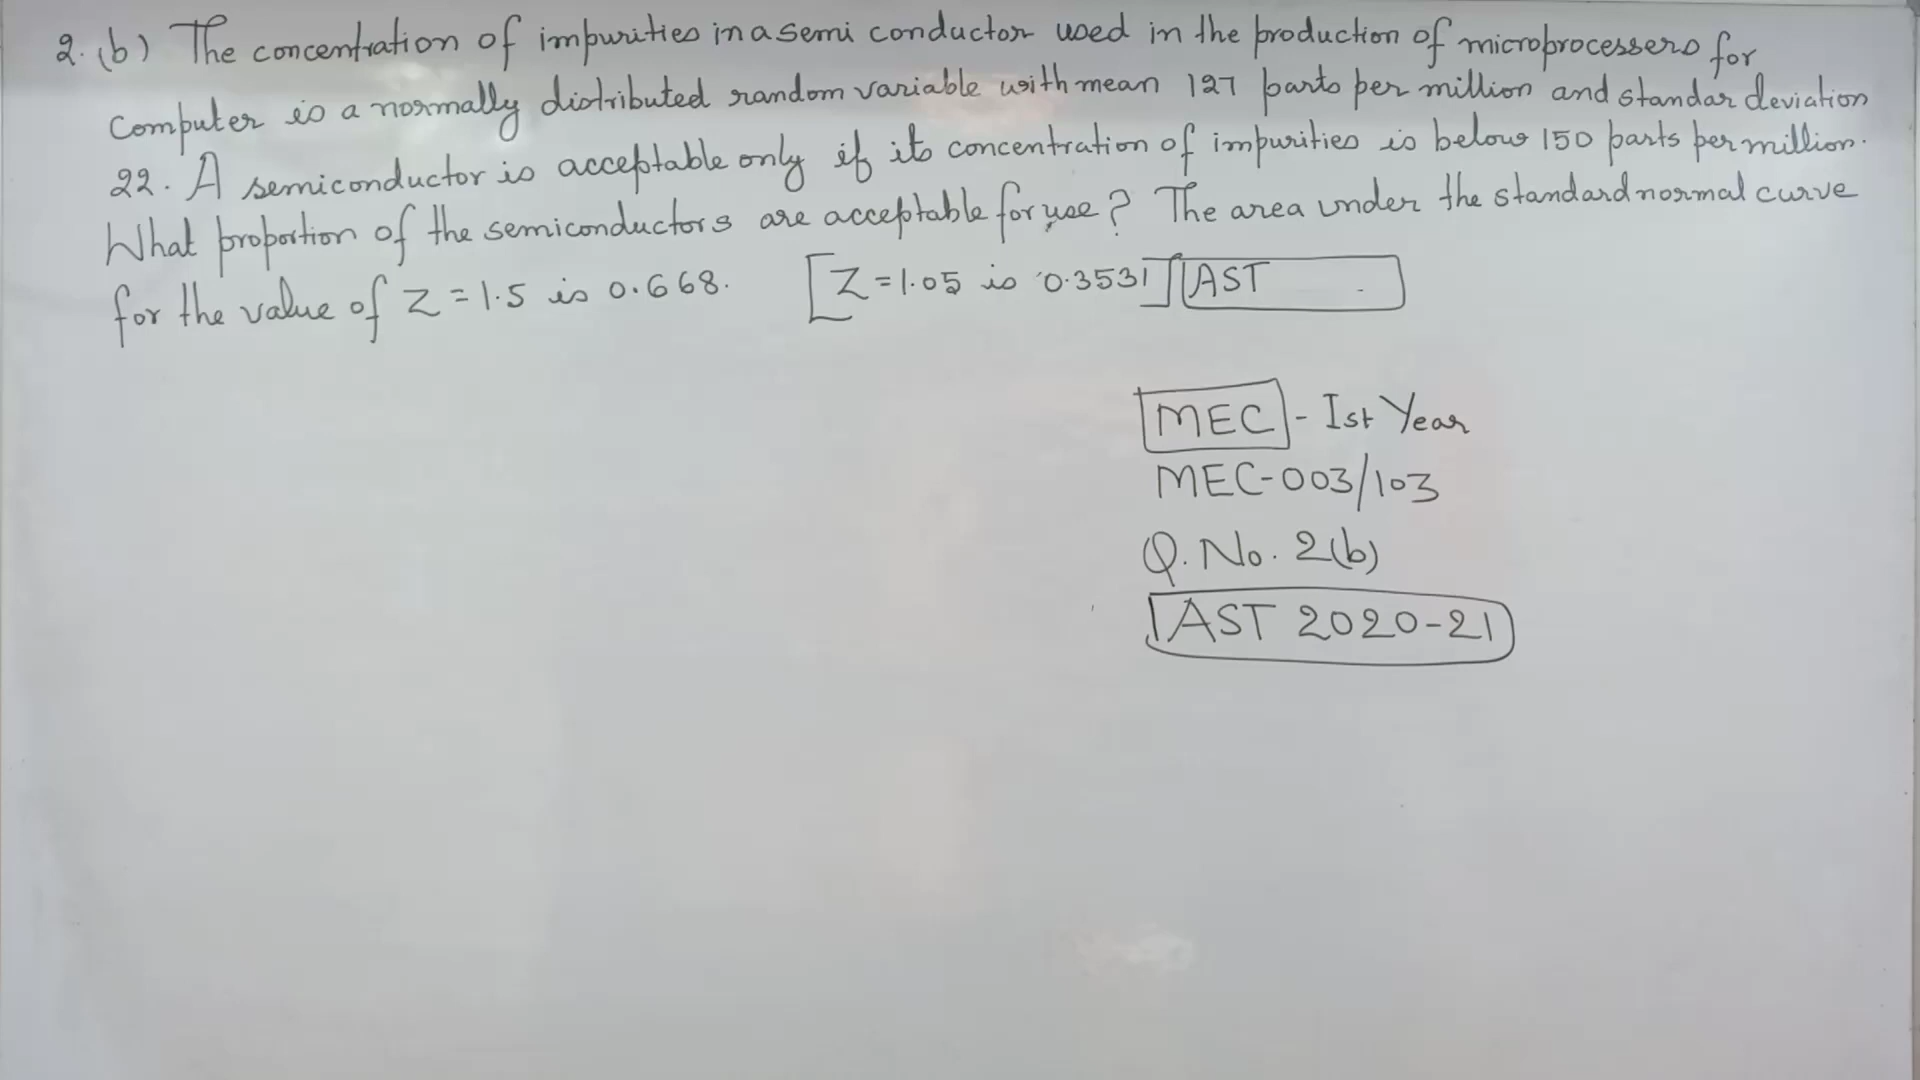 2. (b) The concentration of impurities in a semi conductor used in the production of microprocessers for
Computer is a normally distributed random variable with mean 127 parts per million and standar deviation
22. A semiconductor is acceptable only if its concentration of impurities is below 150 parts per million.
What proportion of the semiconductors are acceptable for use? The area under the standard normal curve
for the value of Z = 1.5 is 0.668. [Z = 1.05 is 0.3531] AST
MEC - Ist Year
MEC-003/103
Q. No. 2(b)
AST 2020-21